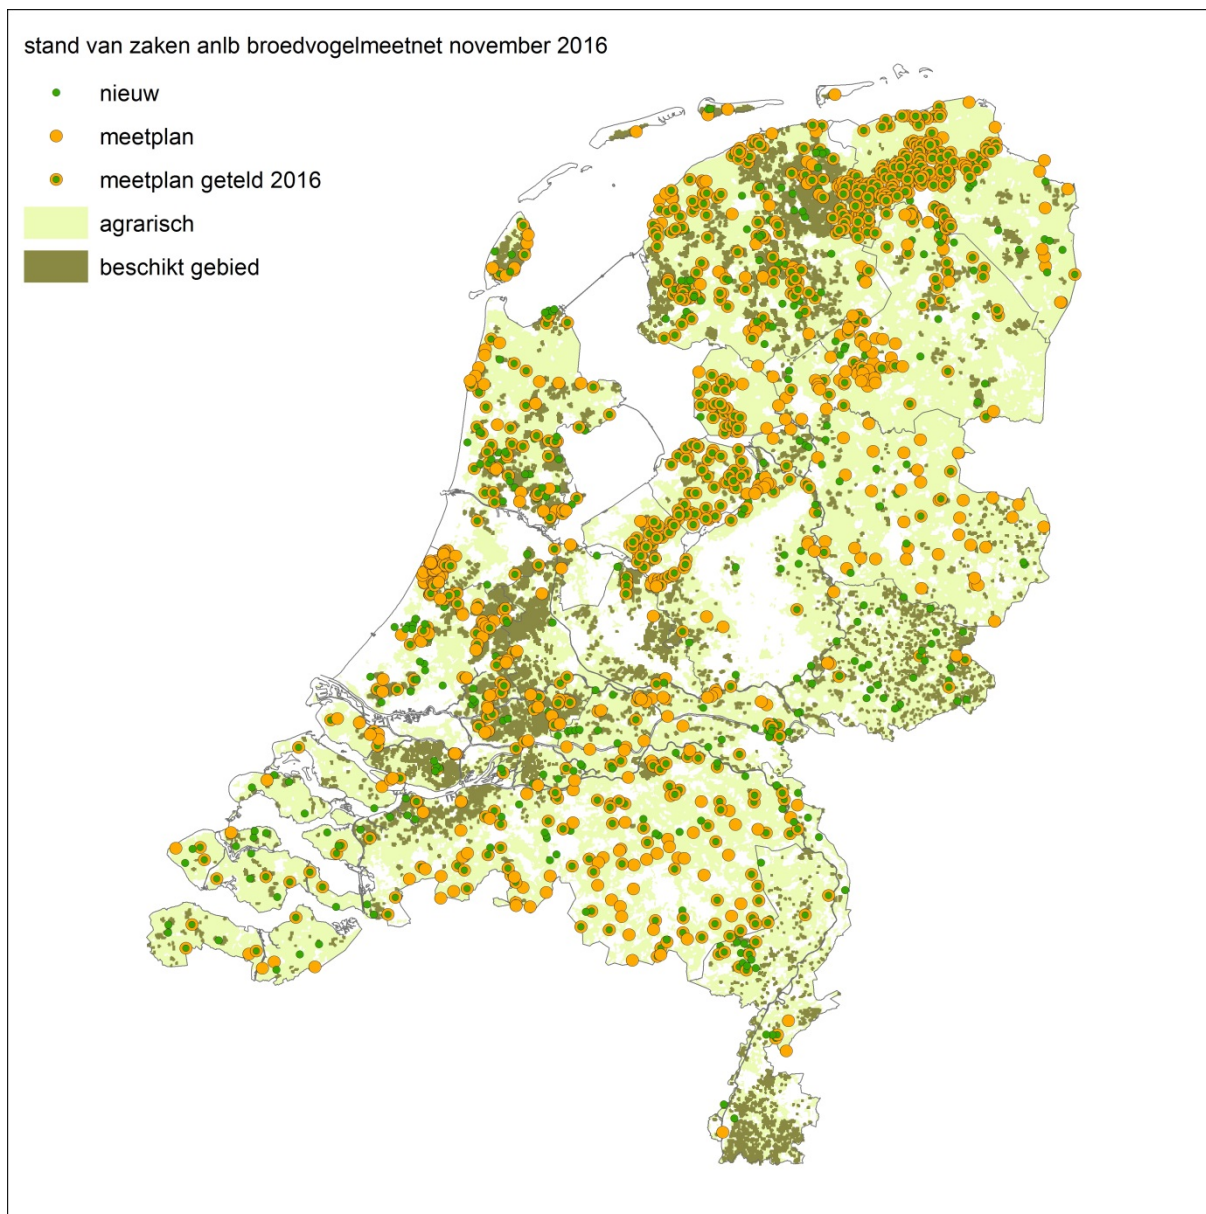 stand van zaken anlb broedvogelmeetnet november 2016
nieuw
meetplan
meetplan geteld 2016
agrarisch
beschikt gebied